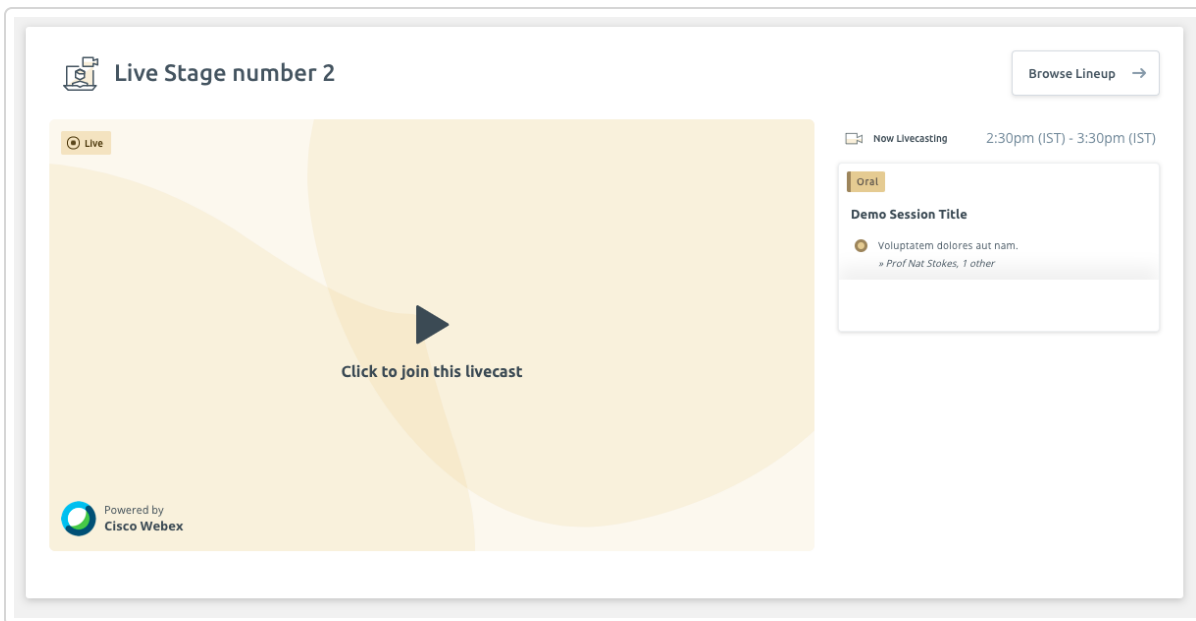 Live Stage number 2
Browse Lineup
Live
Click to join this livecast
Powered by
Cisco Webex
Now Livecasting
2:30pm (IST) - 3:30pm (IST)
Oral
Demo Session Title
Voluptatem dolores aut nam.
» Prof Nat Stokes, 1 other